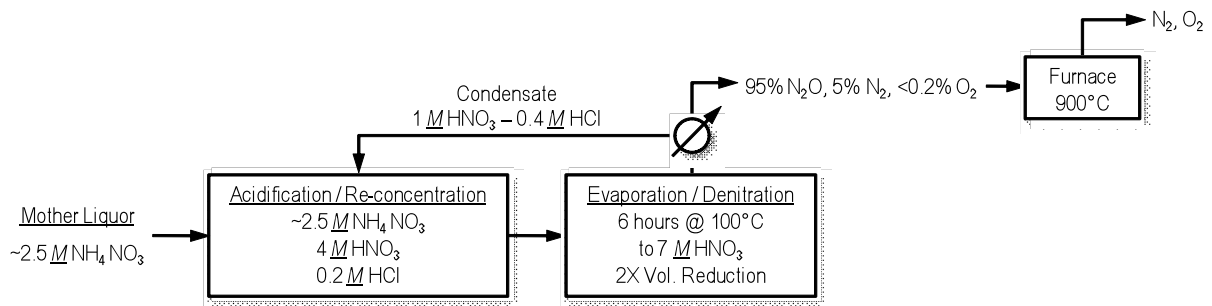 N₂, O₂
Furnace
900°C
95% N₂O, 5% N₂, <0.2% O₂
Condensate
1 M HNO₃ – 0.4 M HCl
Mother Liquor
~2.5 M NH₄NO₃
Acidification / Re-concentration
~2.5 M NH₄NO₃
4 M HNO₃
0.2 M HCl
Evaporation / Denitration
6 hours @ 100°C
to 7 M HNO₃
2X Vol. Reduction